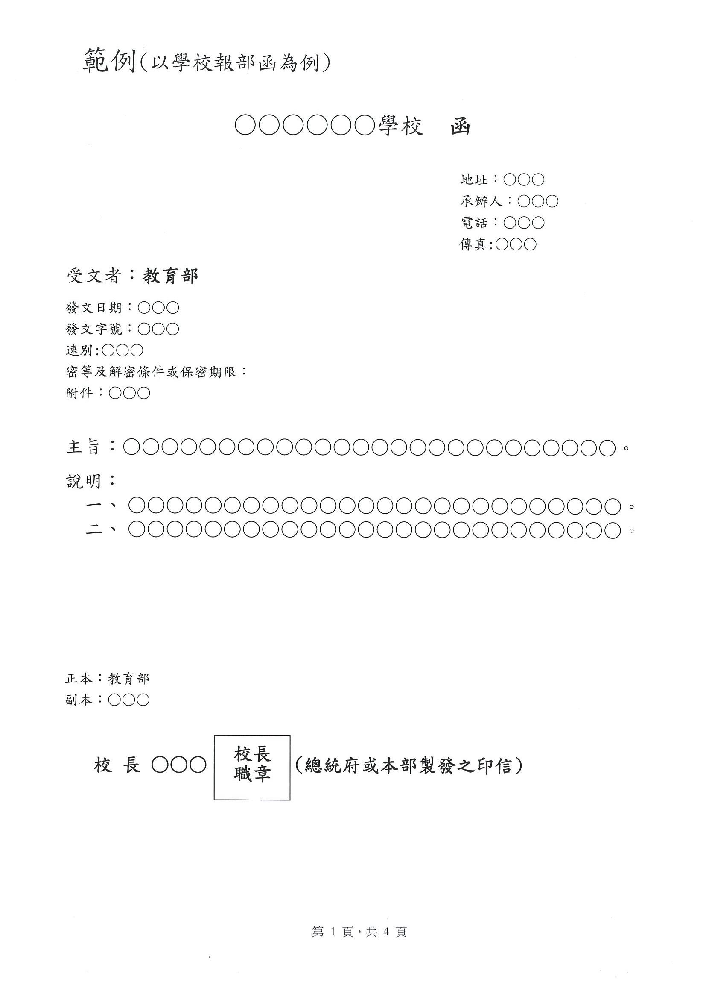 範例(以學校報部函為例)
○○○○○○學校　函
地址：○○○
承辦人：○○○
電話：○○○
傳真:○○○
受文者：教育部
發文日期：○○○
發文字號：○○○
速別:○○○
密等及解密條件或保密期限：
附件：○○○
主旨：○○○○○○○○○○○○○○○○○○○○○○○○○○。
說明：
一、○○○○○○○○○○○○○○○○○○○○○○○○○○。
二、○○○○○○○○○○○○○○○○○○○○○○○○○○。
正本：教育部
副本：○○○
校長 ○○○ 校長
職章
(總統府或本部製發之印信)
第 1 頁，共 4 頁